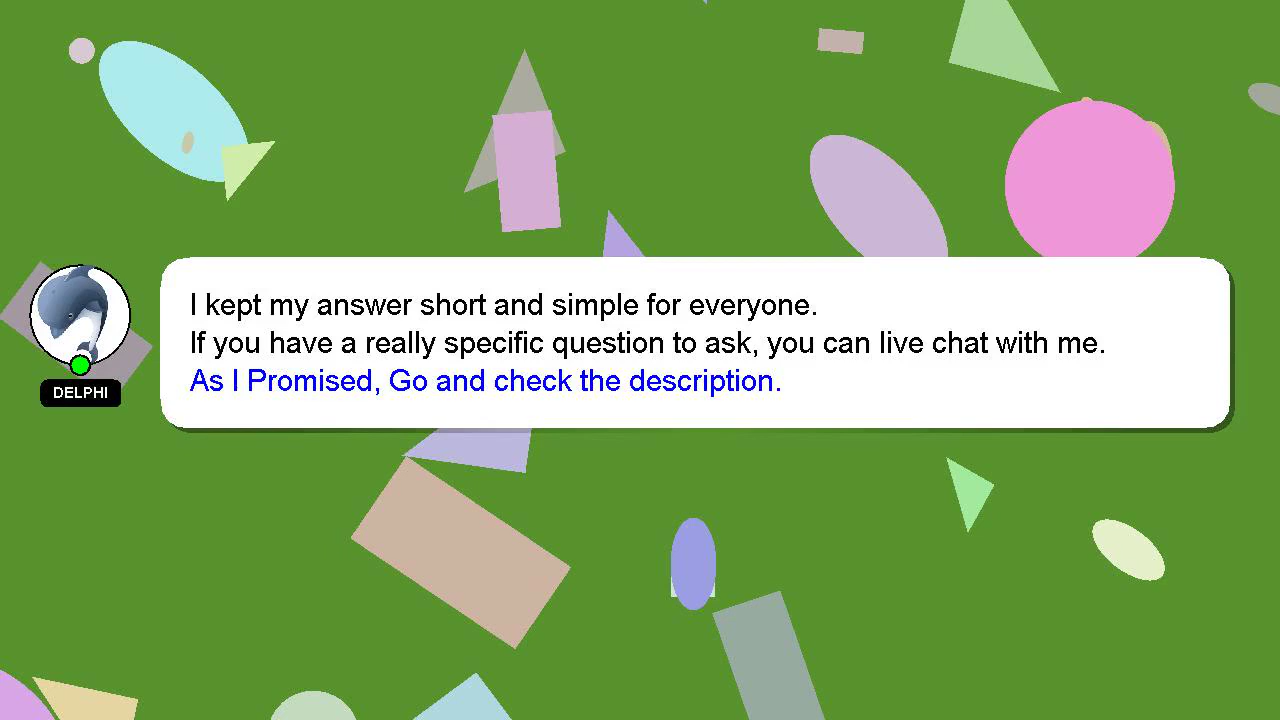 I kept my answer short and simple for everyone.
If you have a really specific question to ask, you can live chat with me.
As I Promised, Go and check the description.
DELPHI